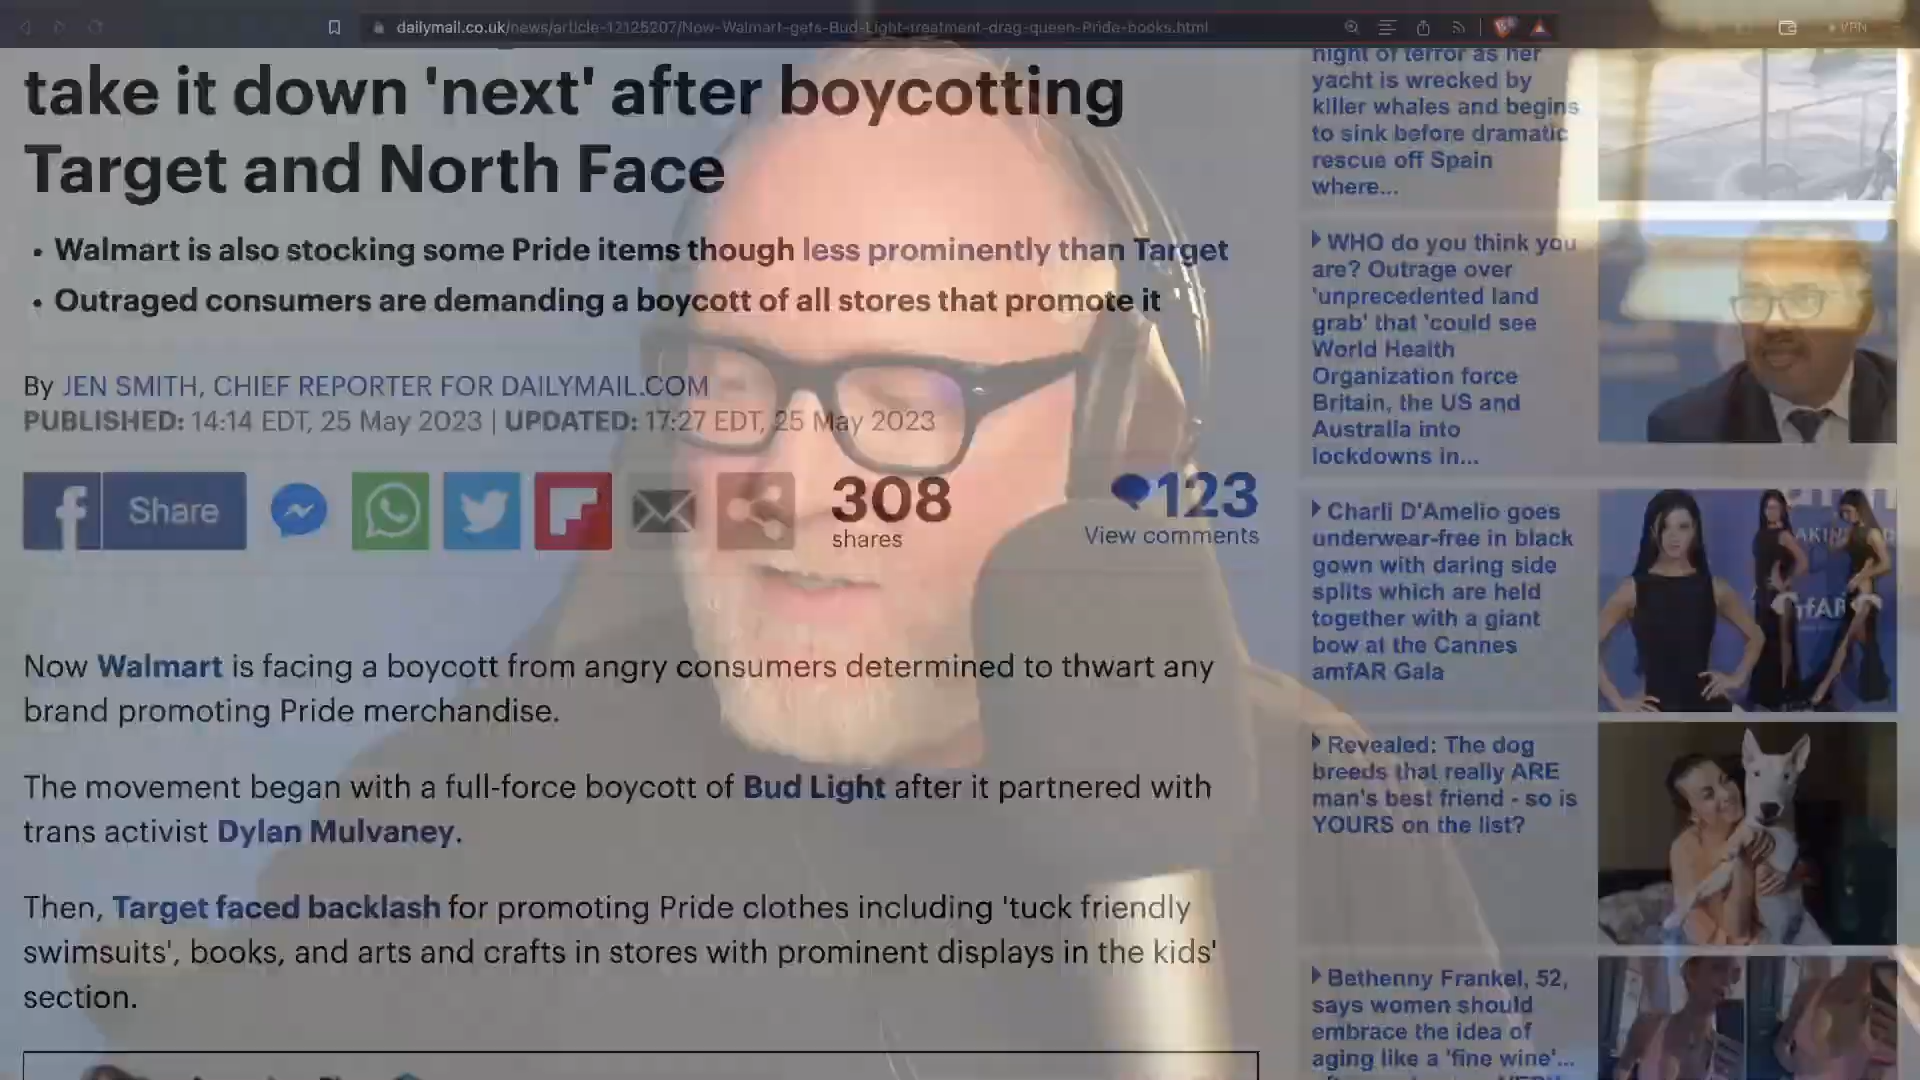 dailymail.co.uk/news/article-12125207/Now-Walmart-gets-Bud-Light-treatment-drag-queen-Pride-books.html
VPN
take it down 'next' after boycotting
Target and North Face
• Walmart is also stocking some Pride items though less prominently than Target
• Outraged consumers are demanding a boycott of all stores that promote it
By JEN SMITH, CHIEF REPORTER FOR DAILYMAIL.COM
PUBLISHED: 14:14 EDT, 25 May 2023 | UPDATED: 17:27 EDT, 25 May 2023
Share
308
shares
123
View comments
Now Walmart is facing a boycott from angry consumers determined to thwart any
brand promoting Pride merchandise.
The movement began with a full-force boycott of Bud Light after it partnered with
trans activist Dylan Mulvaney.
Then, Target faced backlash for promoting Pride clothes including 'tuck friendly
swimsuits', books, and arts and crafts in stores with prominent displays in the kids'
section.
night of terror as her
yacht is wrecked by
killer whales and begins
to sink before dramatic
rescue off Spain
where...
WHO do you think you
are? Outrage over
'unprecedented land
grab' that 'could see
World Health
Organization force
Britain, the US and
Australia into
lockdowns in...
Charli D'Amelio goes
underwear-free in black
gown with daring side
splits which are held
together with a giant
bow at the Cannes
amfAR Gala
Revealed: The dog
breeds that really ARE
man's best friend - so is
YOURS on the list?
Bethenny Frankel, 52,
says women should
embrace the idea of
aging like a 'fine wine'...